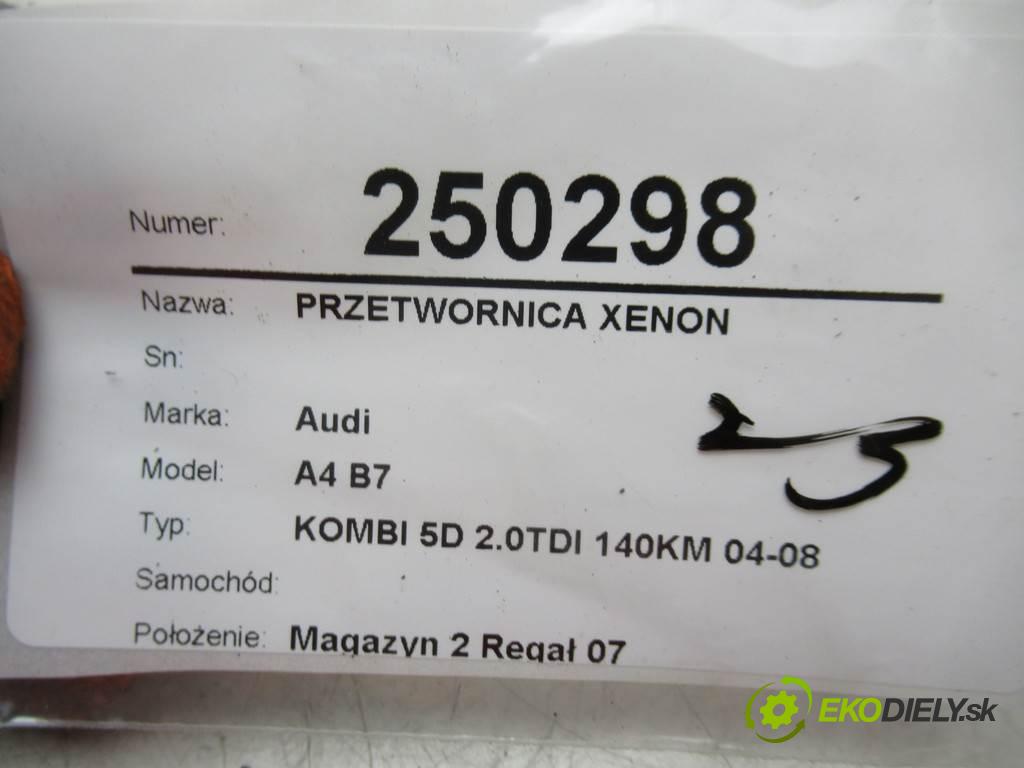 Numer: 250298
Nazwa: PRZETWORNICA XENON
Sn:
Marka: Audi
Model: A4 B7
Typ: KOMBI 5D 2.0TDI 140KM 04-08
Samochód:
Położenie: Magazyn 2 Regał 07
EKODIELY.sk